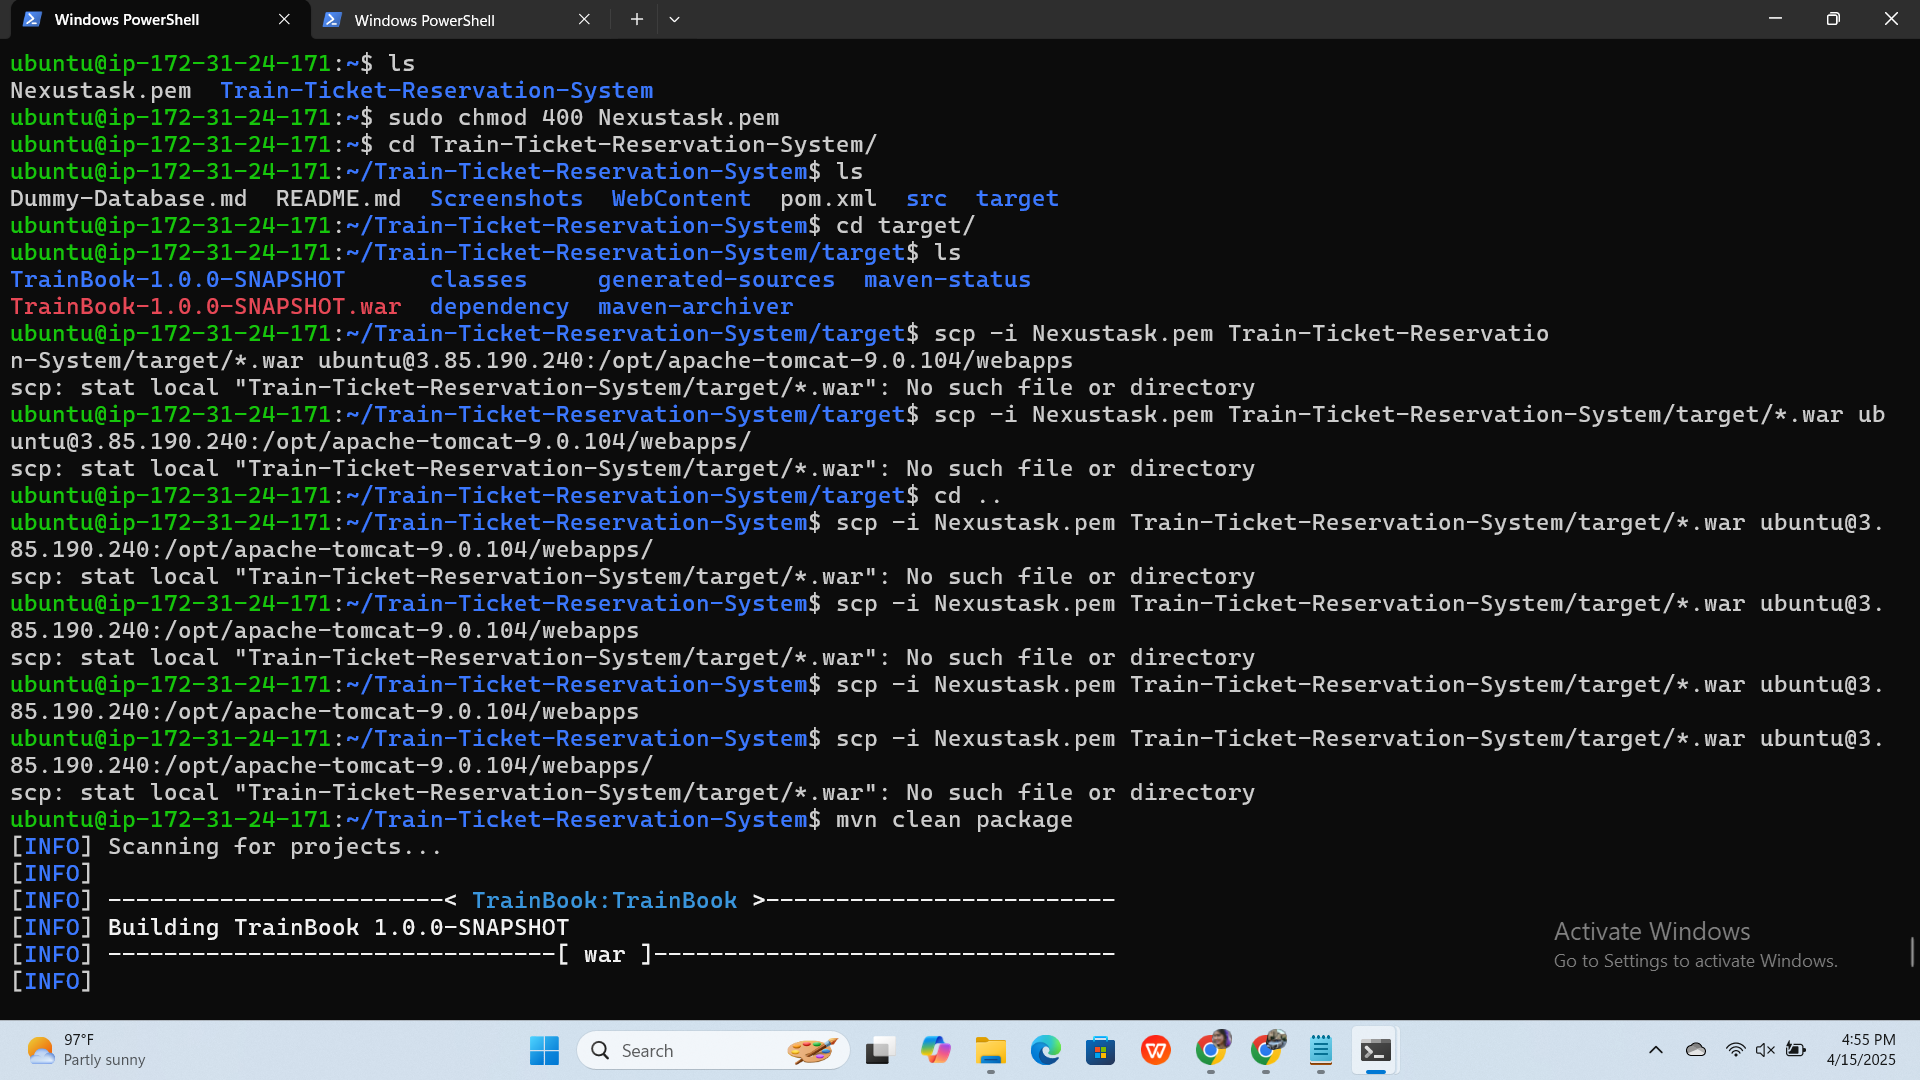 Windows PowerShell
Windows PowerShell
ubuntu@ip-172-31-24-171:~$ ls
Nexustask.pem  Train-Ticket-Reservation-System
ubuntu@ip-172-31-24-171:~$ sudo chmod 400 Nexustask.pem
ubuntu@ip-172-31-24-171:~$ cd Train-Ticket-Reservation-System/
ubuntu@ip-172-31-24-171:~/Train-Ticket-Reservation-System$ ls
Dummy-Database.md  README.md  Screenshots  WebContent  pom.xml  src  target
ubuntu@ip-172-31-24-171:~/Train-Ticket-Reservation-System$ cd target/
ubuntu@ip-172-31-24-171:~/Train-Ticket-Reservation-System/target$ ls
TrainBook-1.0.0-SNAPSHOT      classes     generated-sources  maven-status
TrainBook-1.0.0-SNAPSHOT.war  dependency  maven-archiver
ubuntu@ip-172-31-24-171:~/Train-Ticket-Reservation-System/target$ scp -i Nexustask.pem Train-Ticket-Reservatio
n-System/target/*.war ubuntu@3.85.190.240:/opt/apache-tomcat-9.0.104/webapps
scp: stat local "Train-Ticket-Reservation-System/target/*.war": No such file or directory
ubuntu@ip-172-31-24-171:~/Train-Ticket-Reservation-System/target$ scp -i Nexustask.pem Train-Ticket-Reservation-System/target/*.war ub
untu@3.85.190.240:/opt/apache-tomcat-9.0.104/webapps/
scp: stat local "Train-Ticket-Reservation-System/target/*.war": No such file or directory
ubuntu@ip-172-31-24-171:~/Train-Ticket-Reservation-System/target$ cd ..
ubuntu@ip-172-31-24-171:~/Train-Ticket-Reservation-System$ scp -i Nexustask.pem Train-Ticket-Reservation-System/target/*.war ubuntu@3.
85.190.240:/opt/apache-tomcat-9.0.104/webapps/
scp: stat local "Train-Ticket-Reservation-System/target/*.war": No such file or directory
ubuntu@ip-172-31-24-171:~/Train-Ticket-Reservation-System$ scp -i Nexustask.pem Train-Ticket-Reservation-System/target/*.war ubuntu@3.
85.190.240:/opt/apache-tomcat-9.0.104/webapps
scp: stat local "Train-Ticket-Reservation-System/target/*.war": No such file or directory
ubuntu@ip-172-31-24-171:~/Train-Ticket-Reservation-System$ scp -i Nexustask.pem Train-Ticket-Reservation-System/target/*.war ubuntu@3.
85.190.240:/opt/apache-tomcat-9.0.104/webapps
ubuntu@ip-172-31-24-171:~/Train-Ticket-Reservation-System$ scp -i Nexustask.pem Train-Ticket-Reservation-System/target/*.war ubuntu@3.
85.190.240:/opt/apache-tomcat-9.0.104/webapps/
scp: stat local "Train-Ticket-Reservation-System/target/*.war": No such file or directory
ubuntu@ip-172-31-24-171:~/Train-Ticket-Reservation-System$ mvn clean package
[INFO] Scanning for projects...
[INFO]
[INFO] ------------------------< TrainBook:TrainBook >-------------------------
[INFO] Building TrainBook 1.0.0-SNAPSHOT
[INFO] --------------------------------[ war ]---------------------------------
[INFO]
Activate Windows
Go to Settings to activate Windows.
97°F
Partly sunny
Search
4:55 PM
4/15/2025